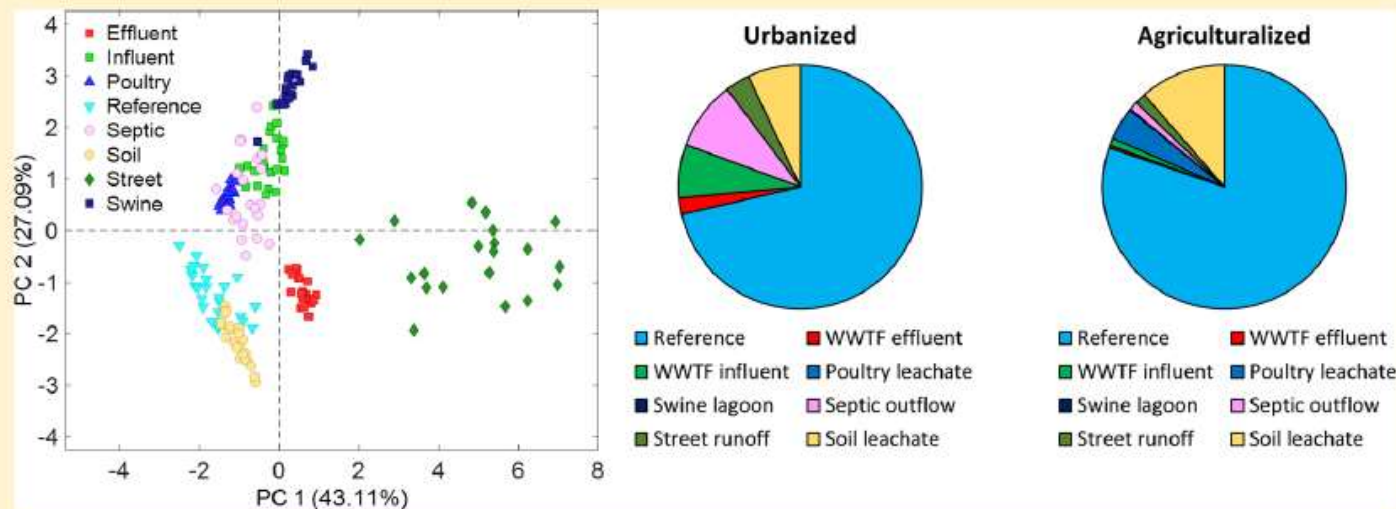 Effluent
Influent
Poultry
Reference
Septic
Soil
Street
Swine
4
3
2
1
0
-1
-2
-3
-4
PC 2 (27.09%)
-4 -2 0 2 4 6 8
PC 1 (43.11%)
Urbanized
Reference WWTF effluent
WWTF influent Poultry leachate
Swine lagoon Septic outflow
Street runoff Soil leachate
Agriculturalized
Reference WWTF effluent
WWTF influent Poultry leachate
Swine lagoon Septic outflow
Street runoff Soil leachate